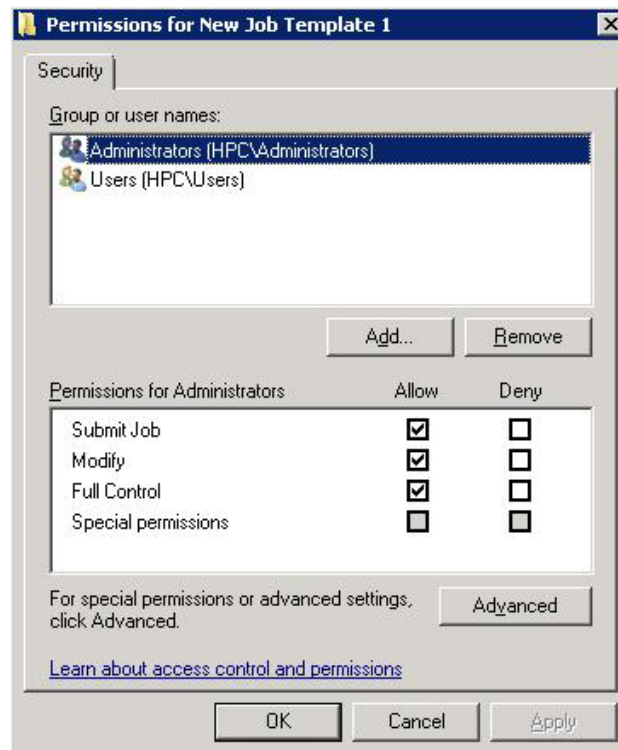 Permissions for New Job Template 1
Security
Group or user names:
Administrators (HPC\Administrators)
Users (HPC\Users)
Add... Remove
Permissions for Administrators Allow Deny
Submit Job
Modify
Full Control
Special permissions
For special permissions or advanced settings,
click Advanced.
Advanced
Learn about access control and permissions
OK Cancel Apply